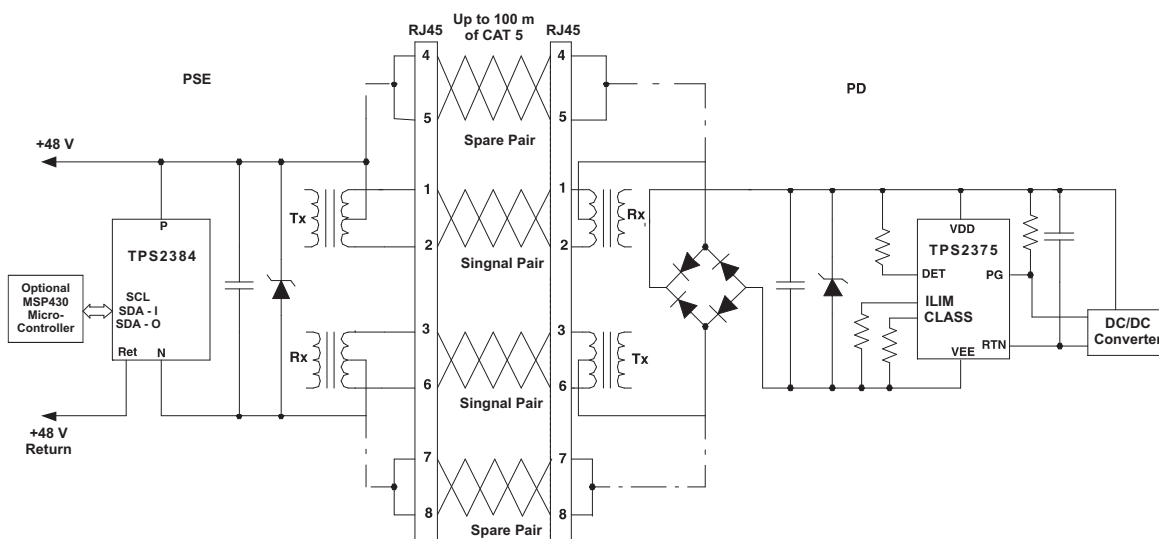 Up to 100 m
of CAT 5
RJ45
RJ45
PSE
PD
4
4
5
5
Spare Pair
+48 V
1
1
Tx
Rx
2
2
Singnal Pair
P
TPS2384
SCL
SDA - I
SDA - O
Ret
N
Optional
MSP430
Micro-
Controller
VDD
TPS2375
DET
PG
ILIM
CLASS
VEE
RTN
DC/DC
Converter
3
3
Rx
Tx
6
6
Singnal Pair
+48 V
Return
7
7
8
8
Spare Pair